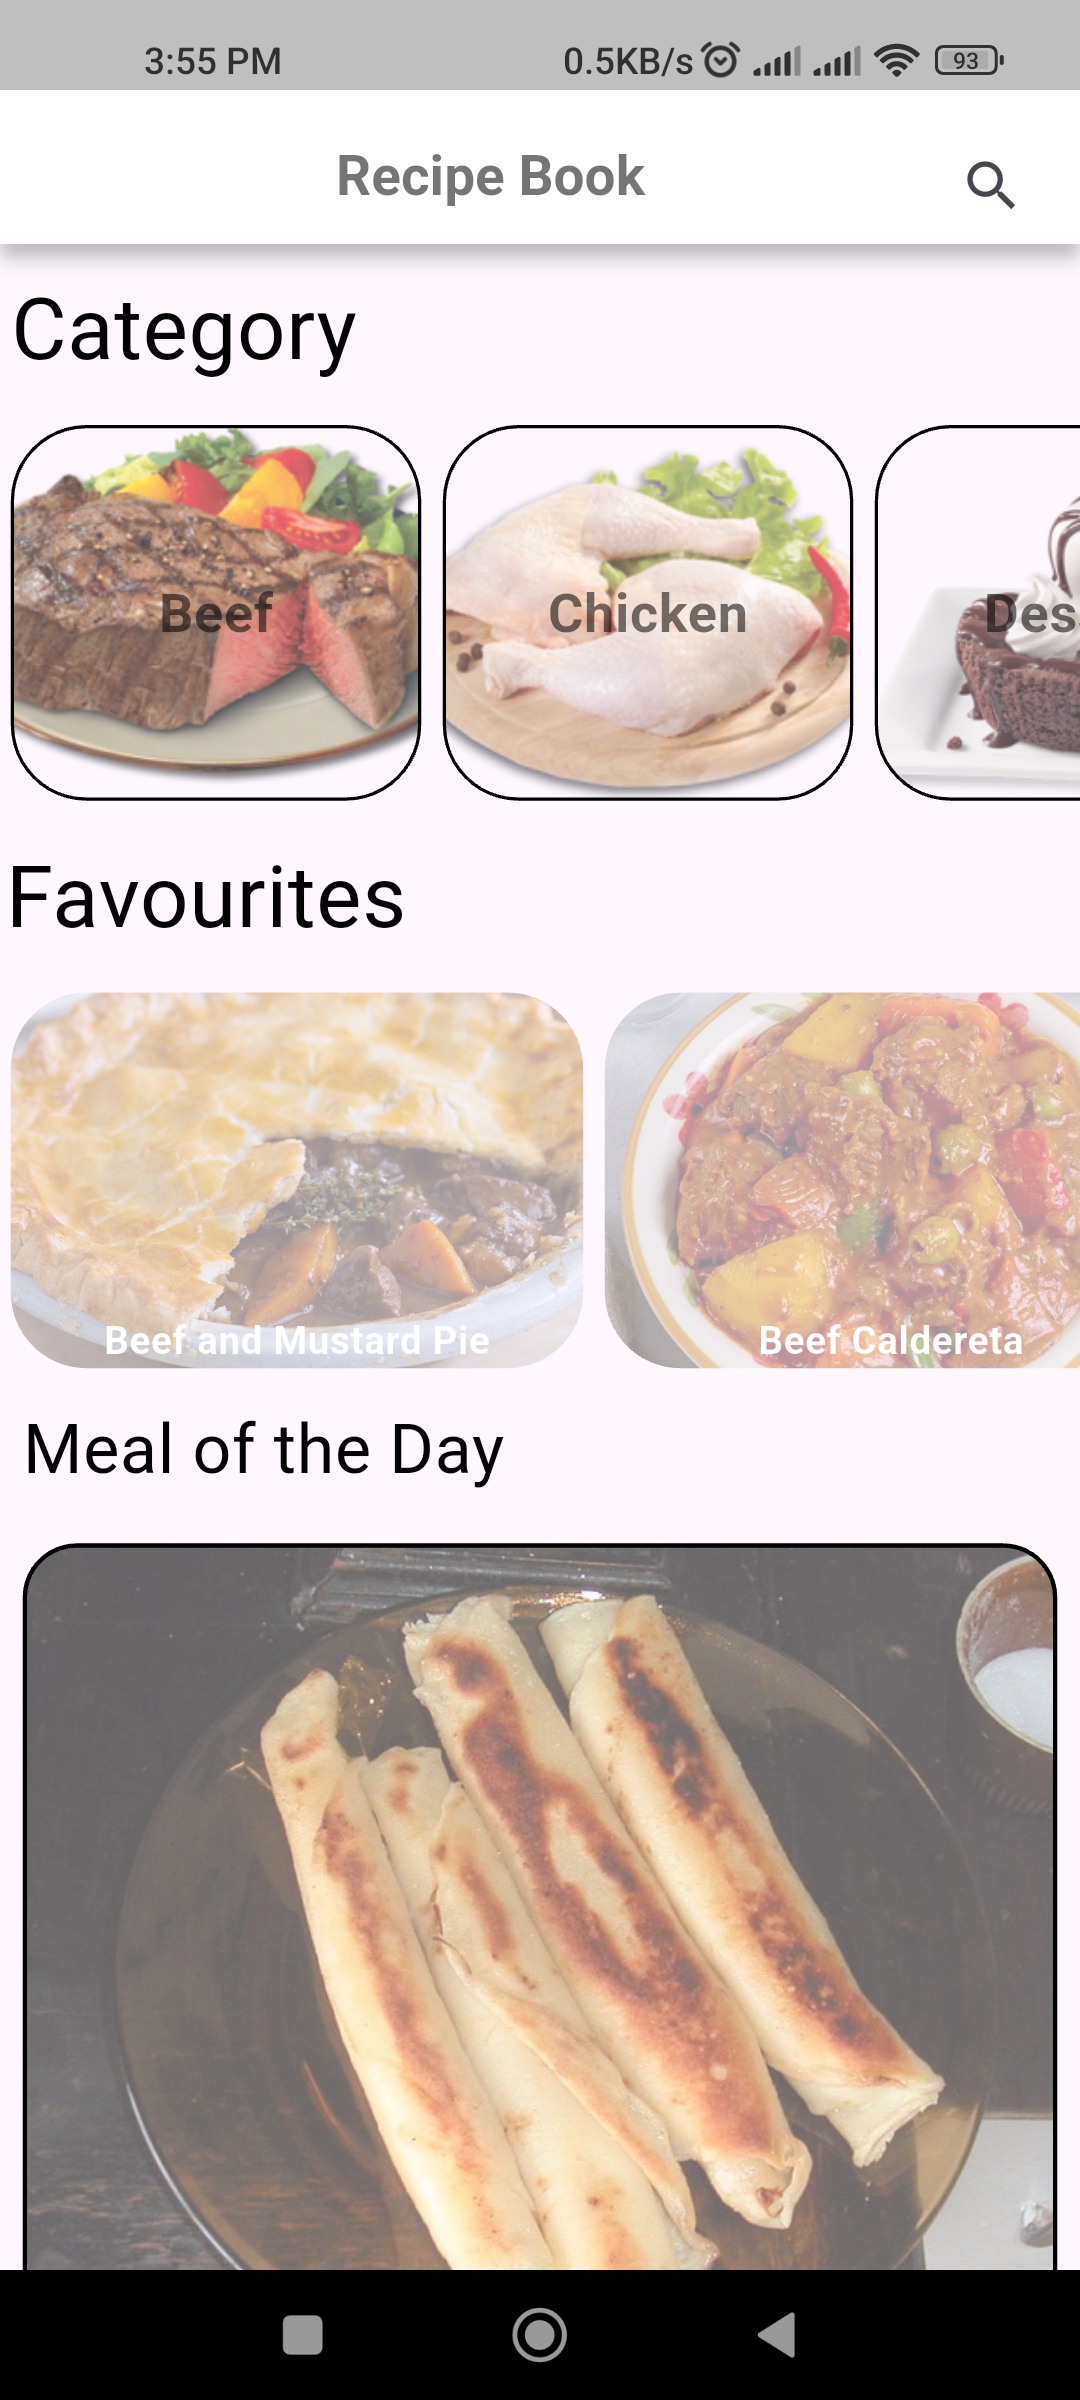 3:55 PM 0.5KB/s 93
Recipe Book
Category
Beef Chicken Des
Favourites
Beef and Mustard Pie Beef Caldereta
Meal of the Day